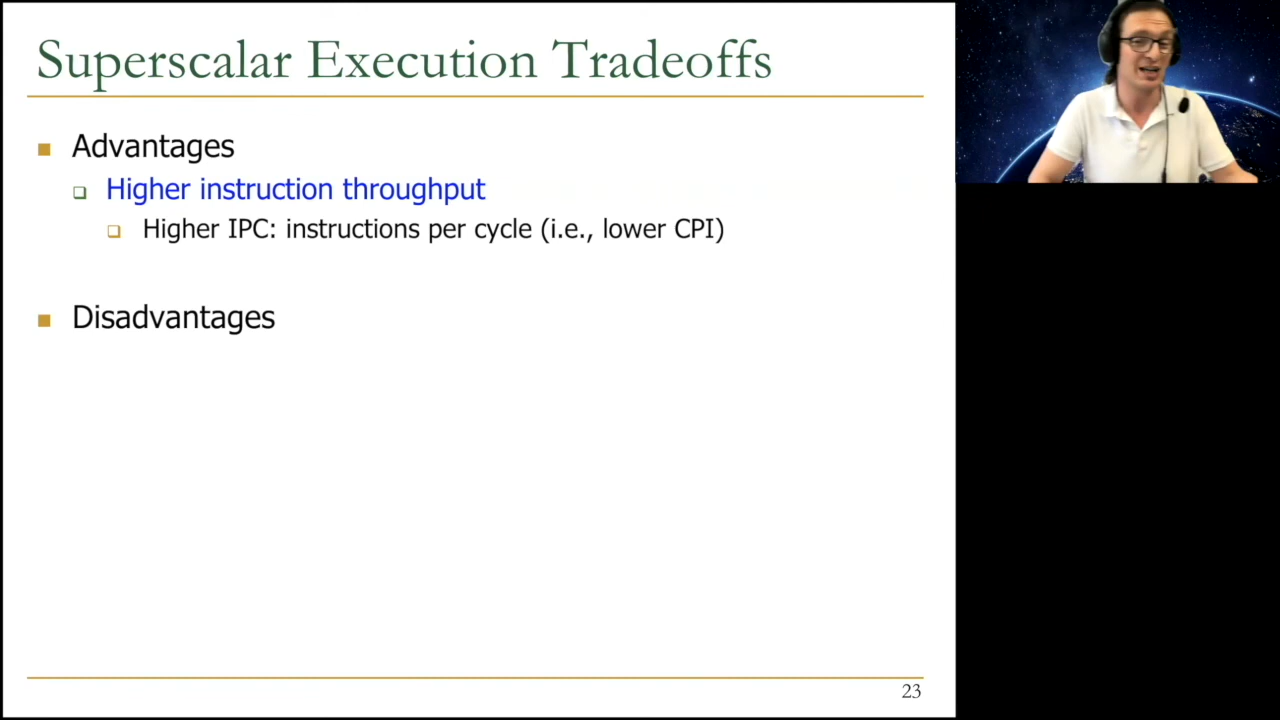 Superscalar Execution Tradeoffs
Advantages
Higher instruction throughput
Higher IPC: instructions per cycle (i.e., lower CPI)
Disadvantages
23